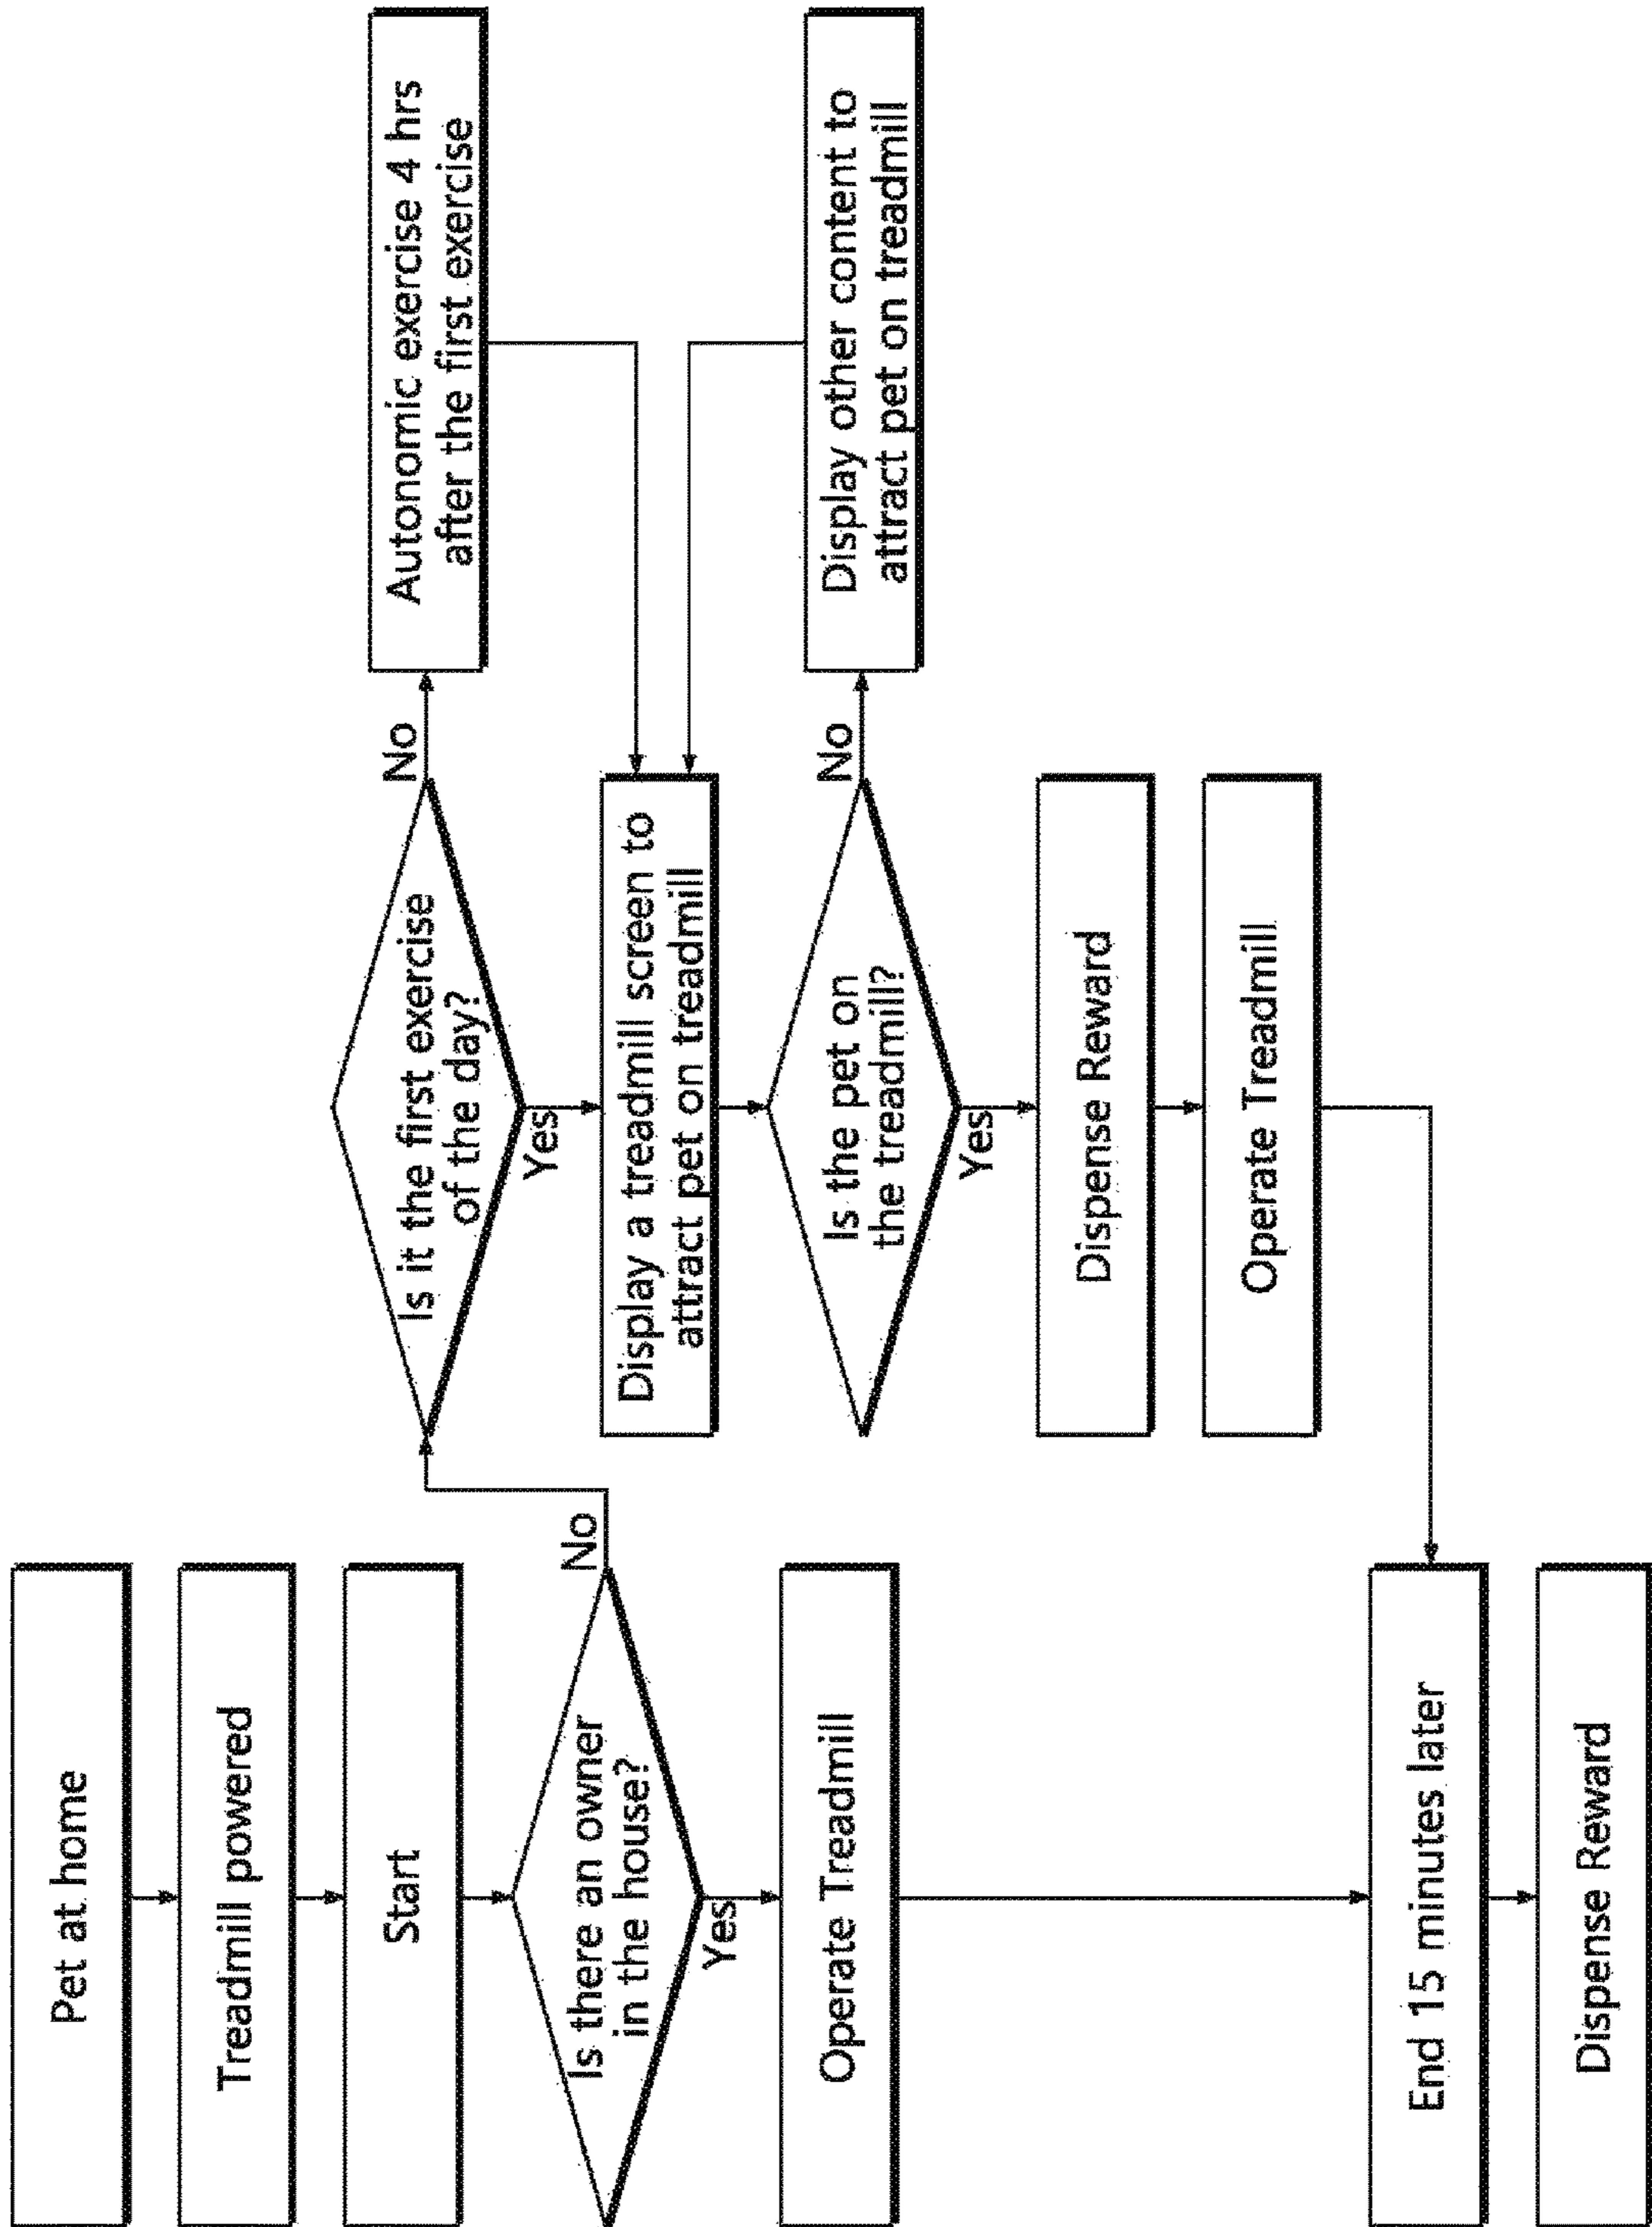 Pet at home
Treadmill powered
Start
Is there an owner
in the house?
No
Yes
Operate Treadmill
End 15 minutes later
Dispense Reward
Is it the first exercise
of the day?
No
Yes
Display a treadmill screen to
attract pet on treadmill
Is the pet on
the treadmill?
No
Yes
Dispense Reward
Operate Treadmill
Autonomic exercise 4 hrs
after the first exercise
Display other content to
attract pet on treadmill